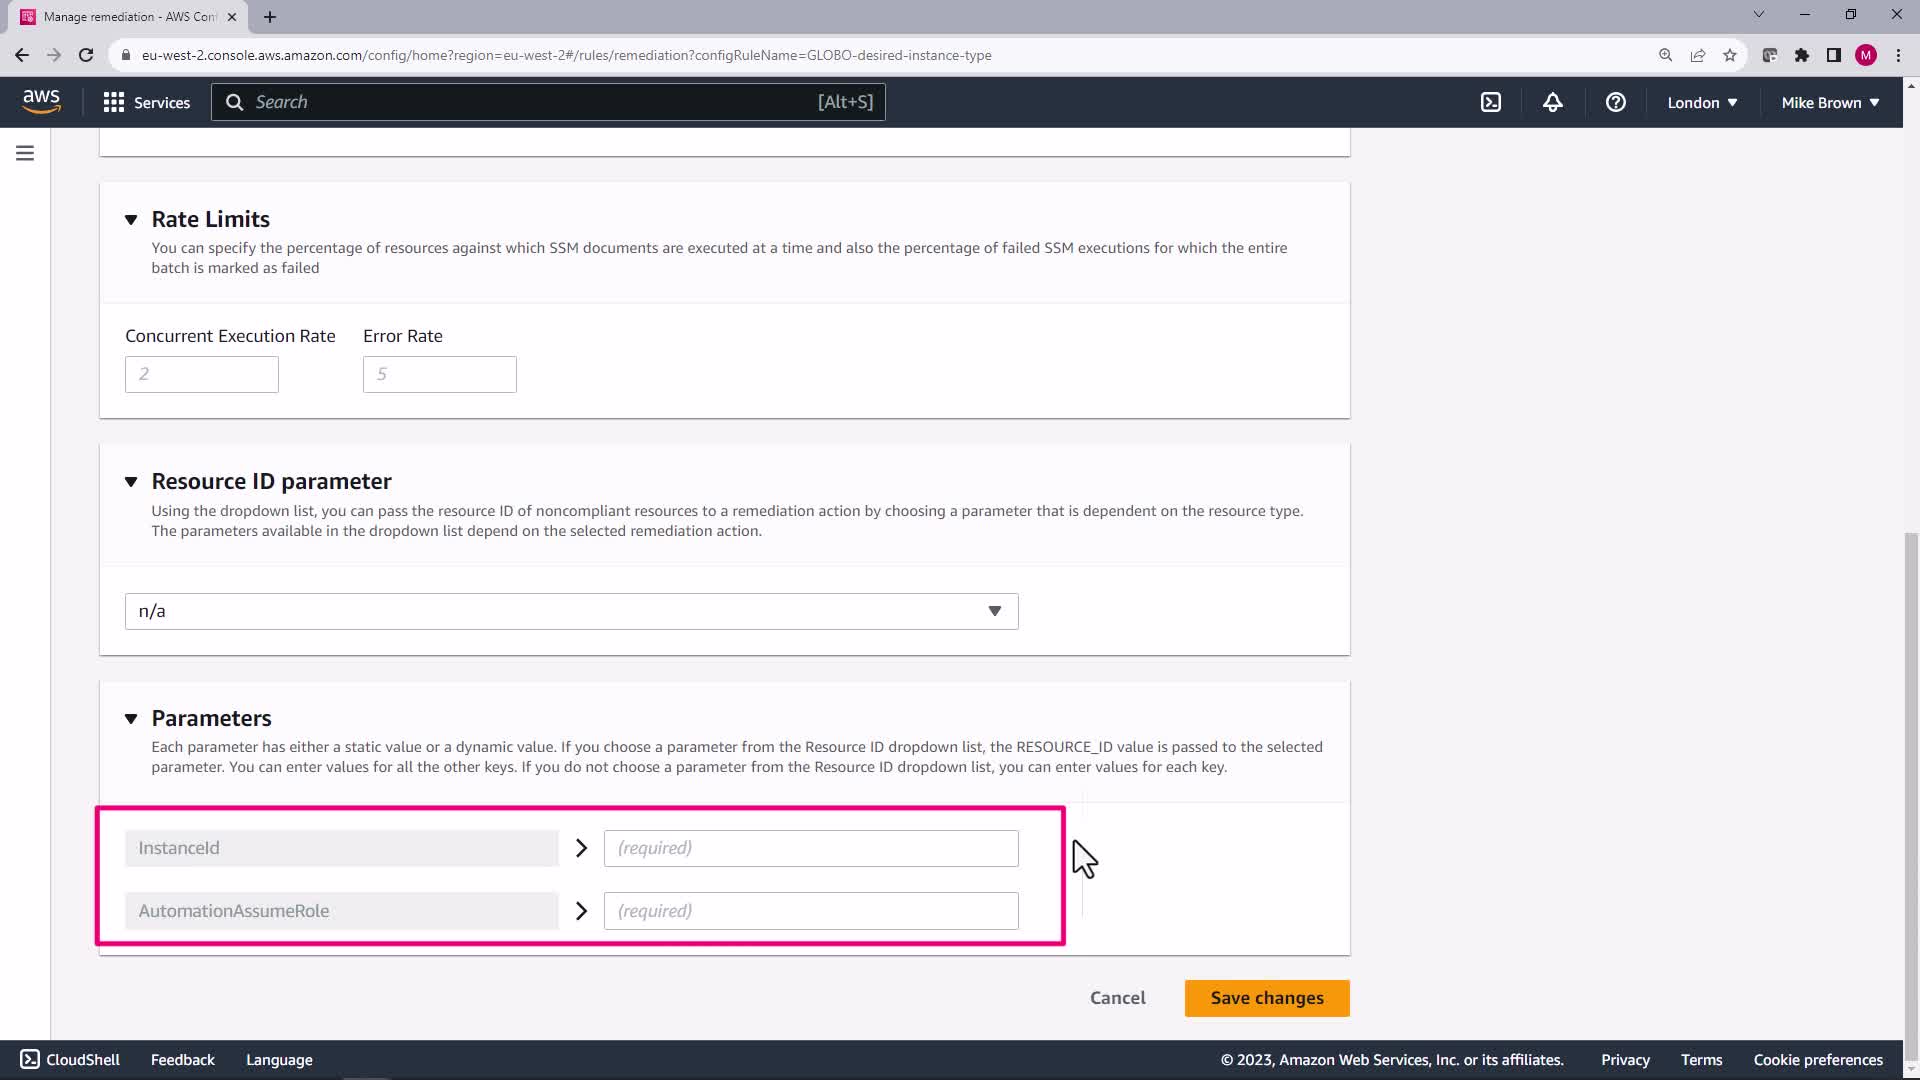 Manage remediation - AWS Con
eu-west-2.console.aws.amazon.com/config/home?region=eu-west-2#/rules/remediation?configRuleName=GLOBO-desired-instance-type
M
aws
Services
Search
[Alt+S]
London
Mike Brown
Rate Limits
You can specify the percentage of resources against which SSM documents are executed at a time and also the percentage of failed SSM executions for which the entire
batch is marked as failed
Concurrent Execution Rate
Error Rate
2
5
Resource ID parameter
Using the dropdown list, you can pass the resource ID of noncompliant resources to a remediation action by choosing a parameter that is dependent on the resource type.
The parameters available in the dropdown list depend on the selected remediation action.
n/a
Parameters
Each parameter has either a static value or a dynamic value. If you choose a parameter from the Resource ID dropdown list, the RESOURCE_ID value is passed to the selected
parameter. You can enter values for all the other keys. If you do not choose a parameter from the Resource ID dropdown list, you can enter values for each key.
InstanceId
(required)
AutomationAssumeRole
(required)
Cancel
Save changes
CloudShell
Feedback
Language
© 2023, Amazon Web Services, Inc. or its affiliates.
Privacy
Terms
Cookie preferences